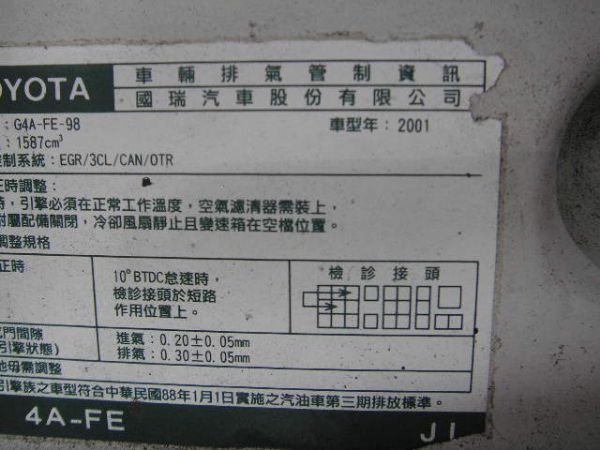 OYOTA
車輛排氣管制資訊
國瑞汽車股份有限公司
：G4A-FE-98 車型年：2001
：1587cm³
控制系統：EGR/3CL/CAN/OTR
正時調整：
時，引擎必須在正常工作溫度，空氣濾清器需裝上，
附屬配備關閉，冷卻風扇靜止且變速箱在空檔位置。
調整規格
正時
10°BTDC怠速時，
檢診接頭於短路
作用位置上。
檢診接頭
汽門間隙
引擎狀態)
進氣：0.20±0.05mm
排氣：0.30±0.05mm
他毋需調整
引擎族之車型符合中華民國88年1月1日實施之汽油車第三期排放標準。
4A-FE